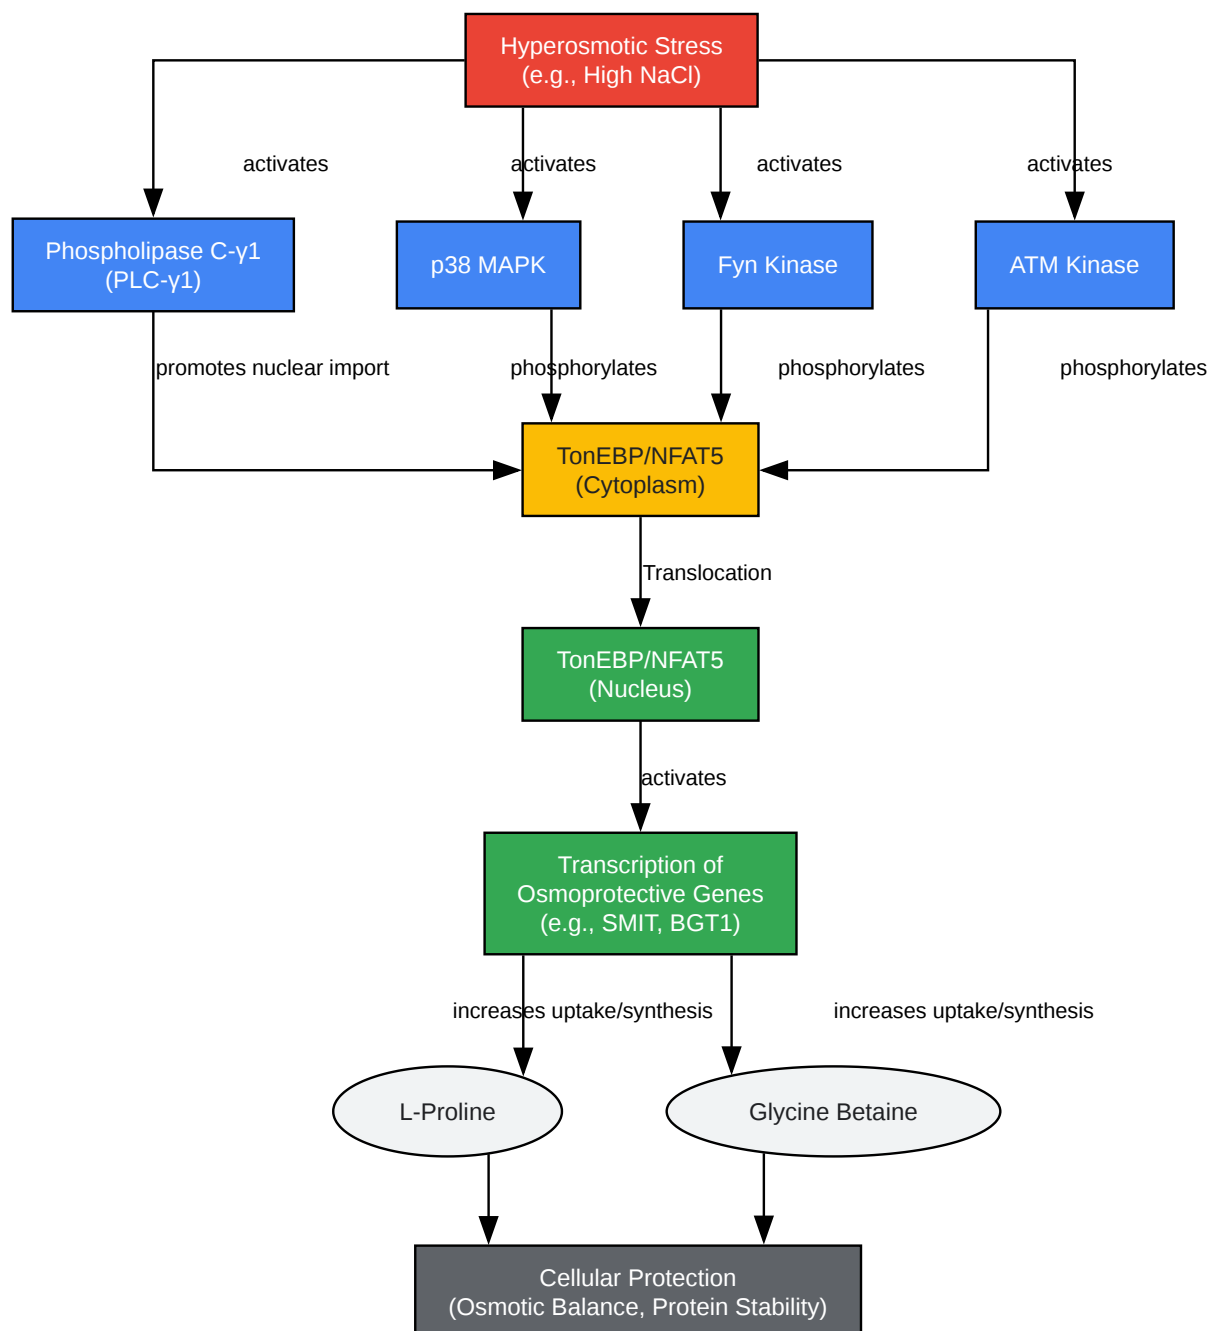 Hyperosmotic Stress
(e.g., High NaCl)
activates
activates
activates
activates
Phospholipase C-γ1
(PLC-γ1)
p38 MAPK
Fyn Kinase
ATM Kinase
promotes nuclear import
phosphorylates
phosphorylates
phosphorylates
TonEBP/NFAT5
(Cytoplasm)
Translocation
TonEBP/NFAT5
(Nucleus)
activates
Transcription of
Osmoprotective Genes
(e.g., SMIT, BGT1)
increases uptake/synthesis
increases uptake/synthesis
L-Proline
Glycine Betaine
Cellular Protection
(Osmotic Balance, Protein Stability)